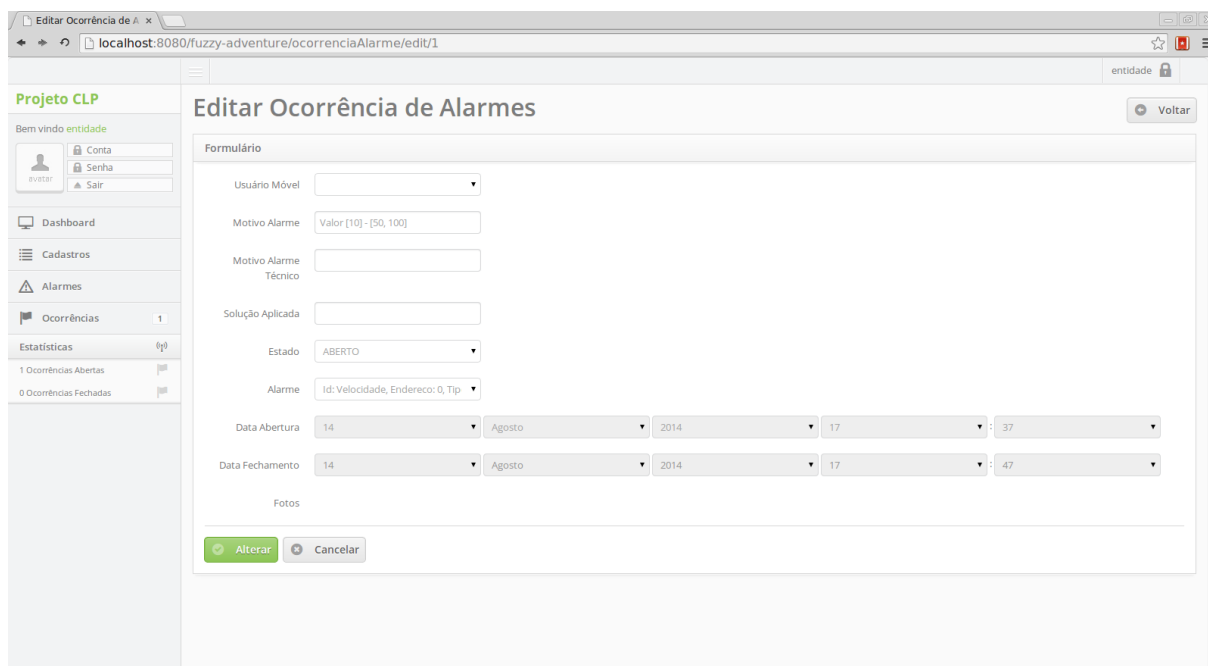 Editar Ocorrência de A
localhost:8080/fuzzy-adventure/ocorrenciaAlarme/edit/1
entidade
Projeto CLP
Bem vindo entidade
avatar
Conta
Senha
Sair
Dashboard
Cadastros
Alarmes
Ocorrências 1
Estatísticas
1 Ocorrências Abertas
0 Ocorrências Fechadas
Editar Ocorrência de Alarmes
Voltar
Formulário
Usuário Móvel
Motivo Alarme Valor [10] - [50, 100]
Motivo Alarme
Técnico
Solução Aplicada
Estado ABERTO
Alarme Id: Velocidade, Endereco: 0, Tip
Data Abertura 14 Agosto 2014 17 : 37
Data Fechamento 14 Agosto 2014 17 : 47
Fotos
Alterar Cancelar